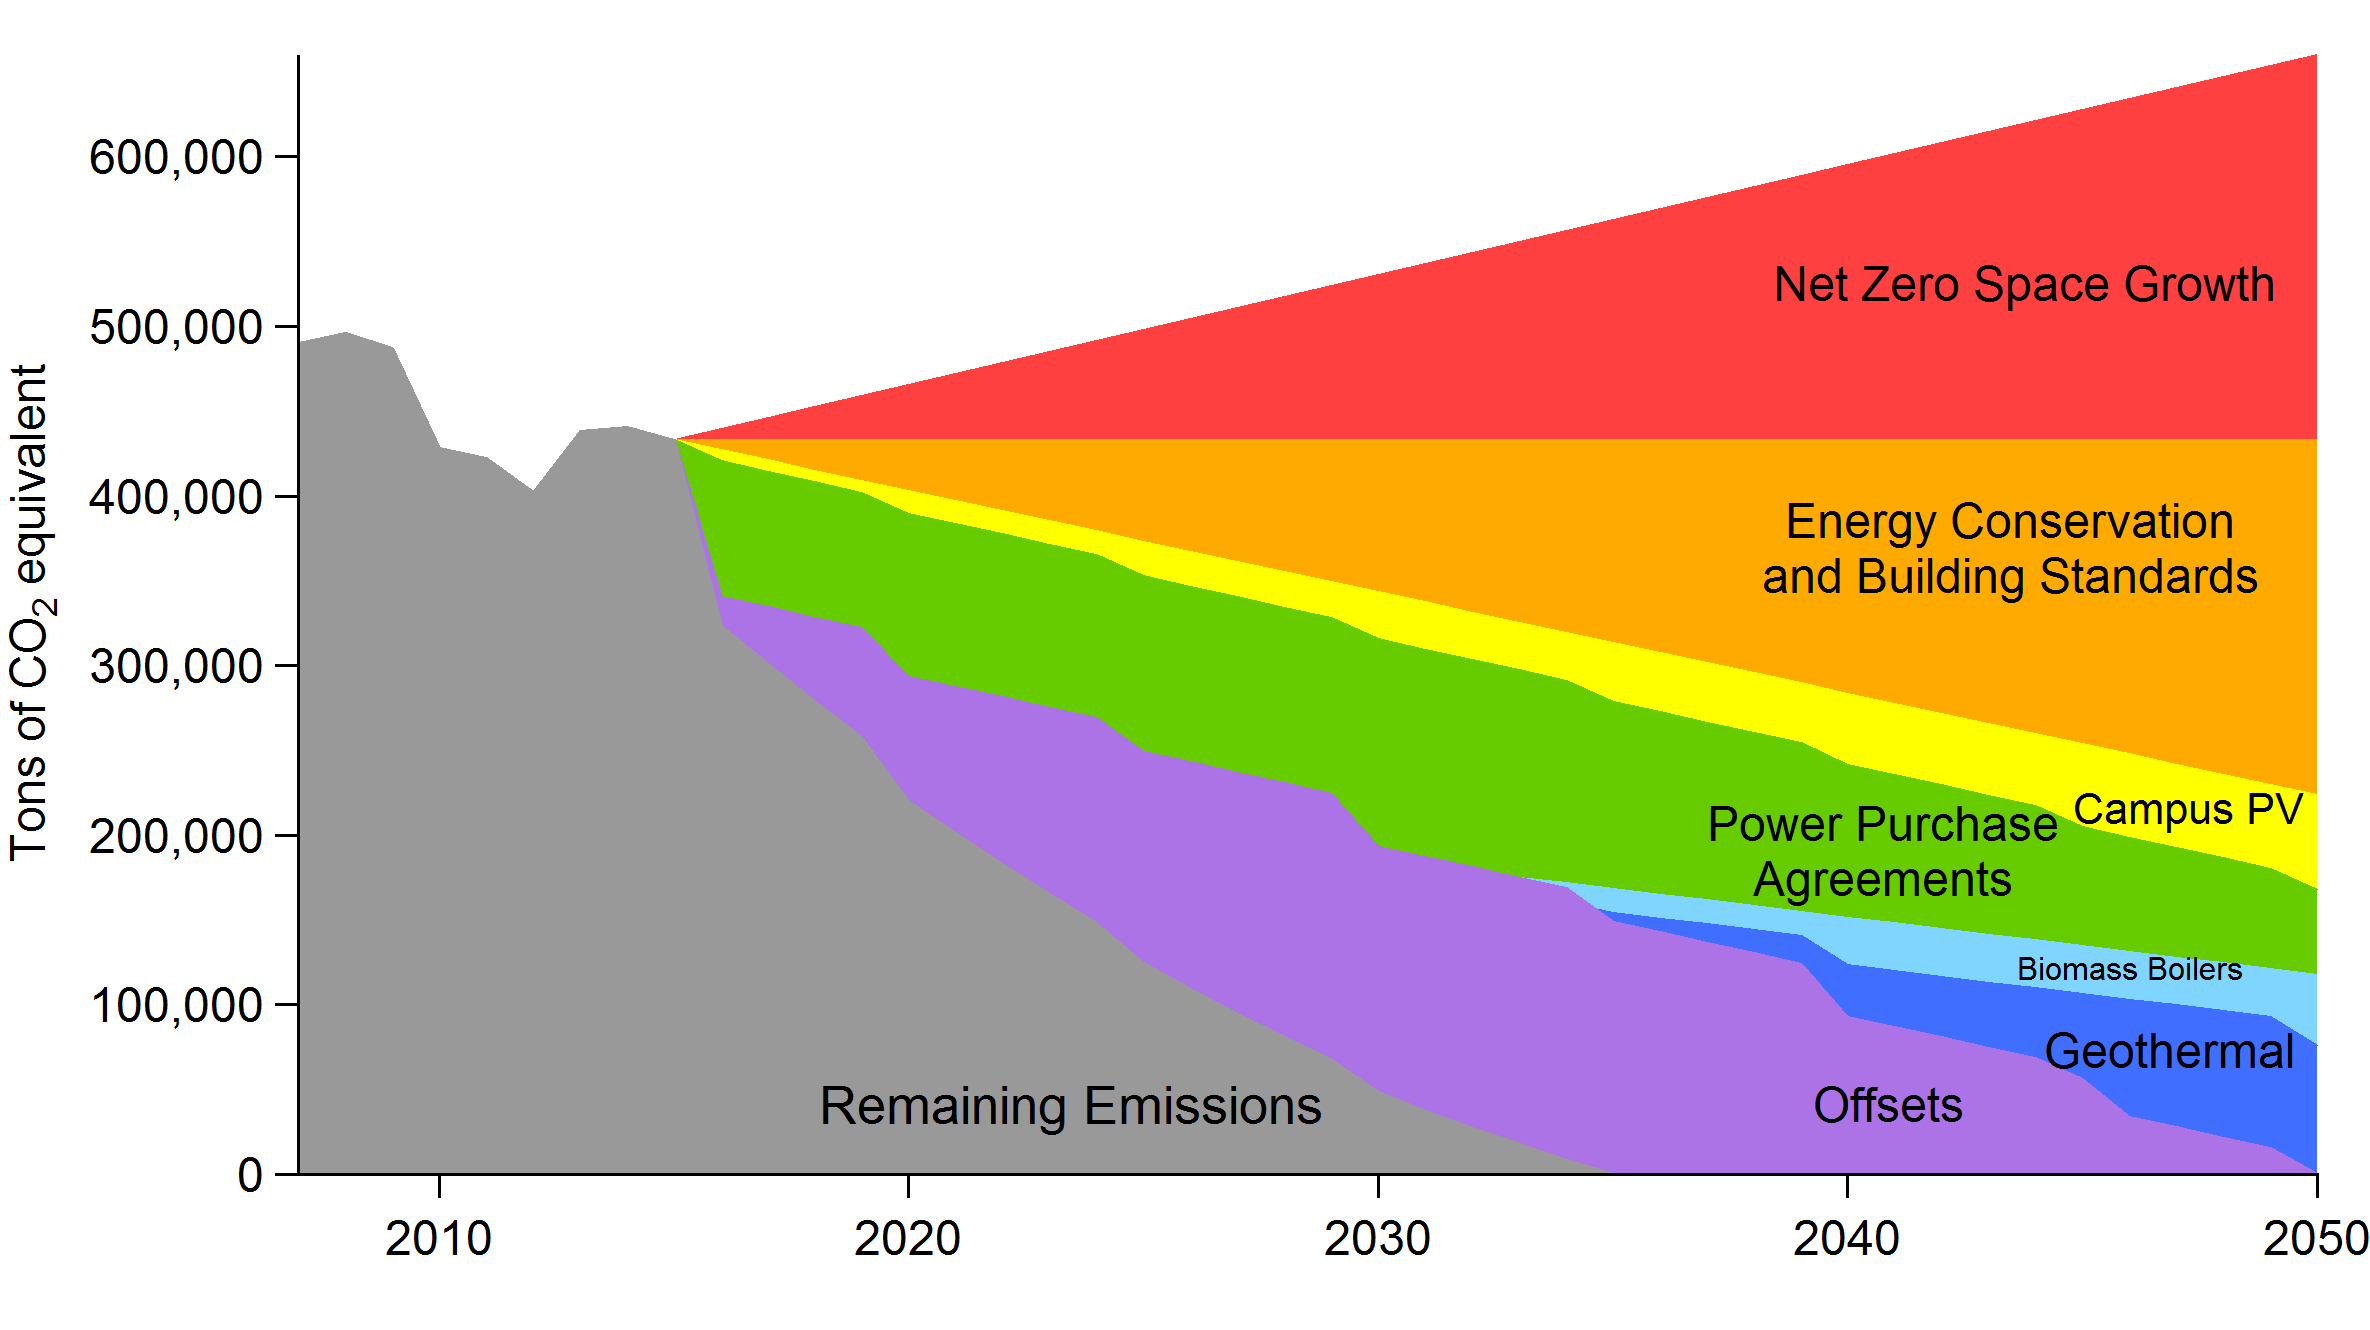 600,000
500,000
400,000
300,000
200,000
100,000
0
Tons of CO₂ equivalent
Net Zero Space Growth
Energy Conservation
and Building Standards
Campus PV
Power Purchase
Agreements
Biomass Boilers
Geothermal
Offsets
Remaining Emissions
2010
2020
2030
2040
2050